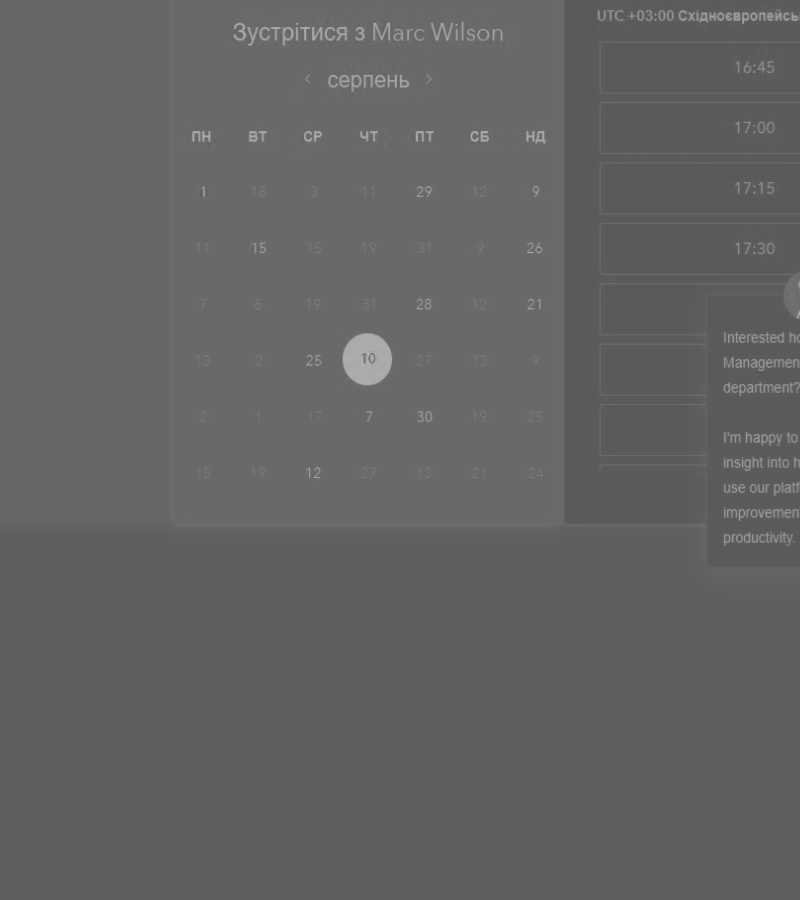 Зустрітися з Marc Wilson
< серпень >
ПН ВТ СР ЧТ ПТ СБ НД
1 18 3 11 29 12 9
11 15 15 19 31 9 26
7 6 19 31 28 12 21
13 2 25 10 27 13 9
2 1 17 7 30 19 25
15 19 12 27 13 21 24
UTC +03:00 Східноєвропейсь
16:45
17:00
17:15
17:30
Interested ho
Managemen
department?
I'm happy to
insight into h
use our platf
improvement
productivity.